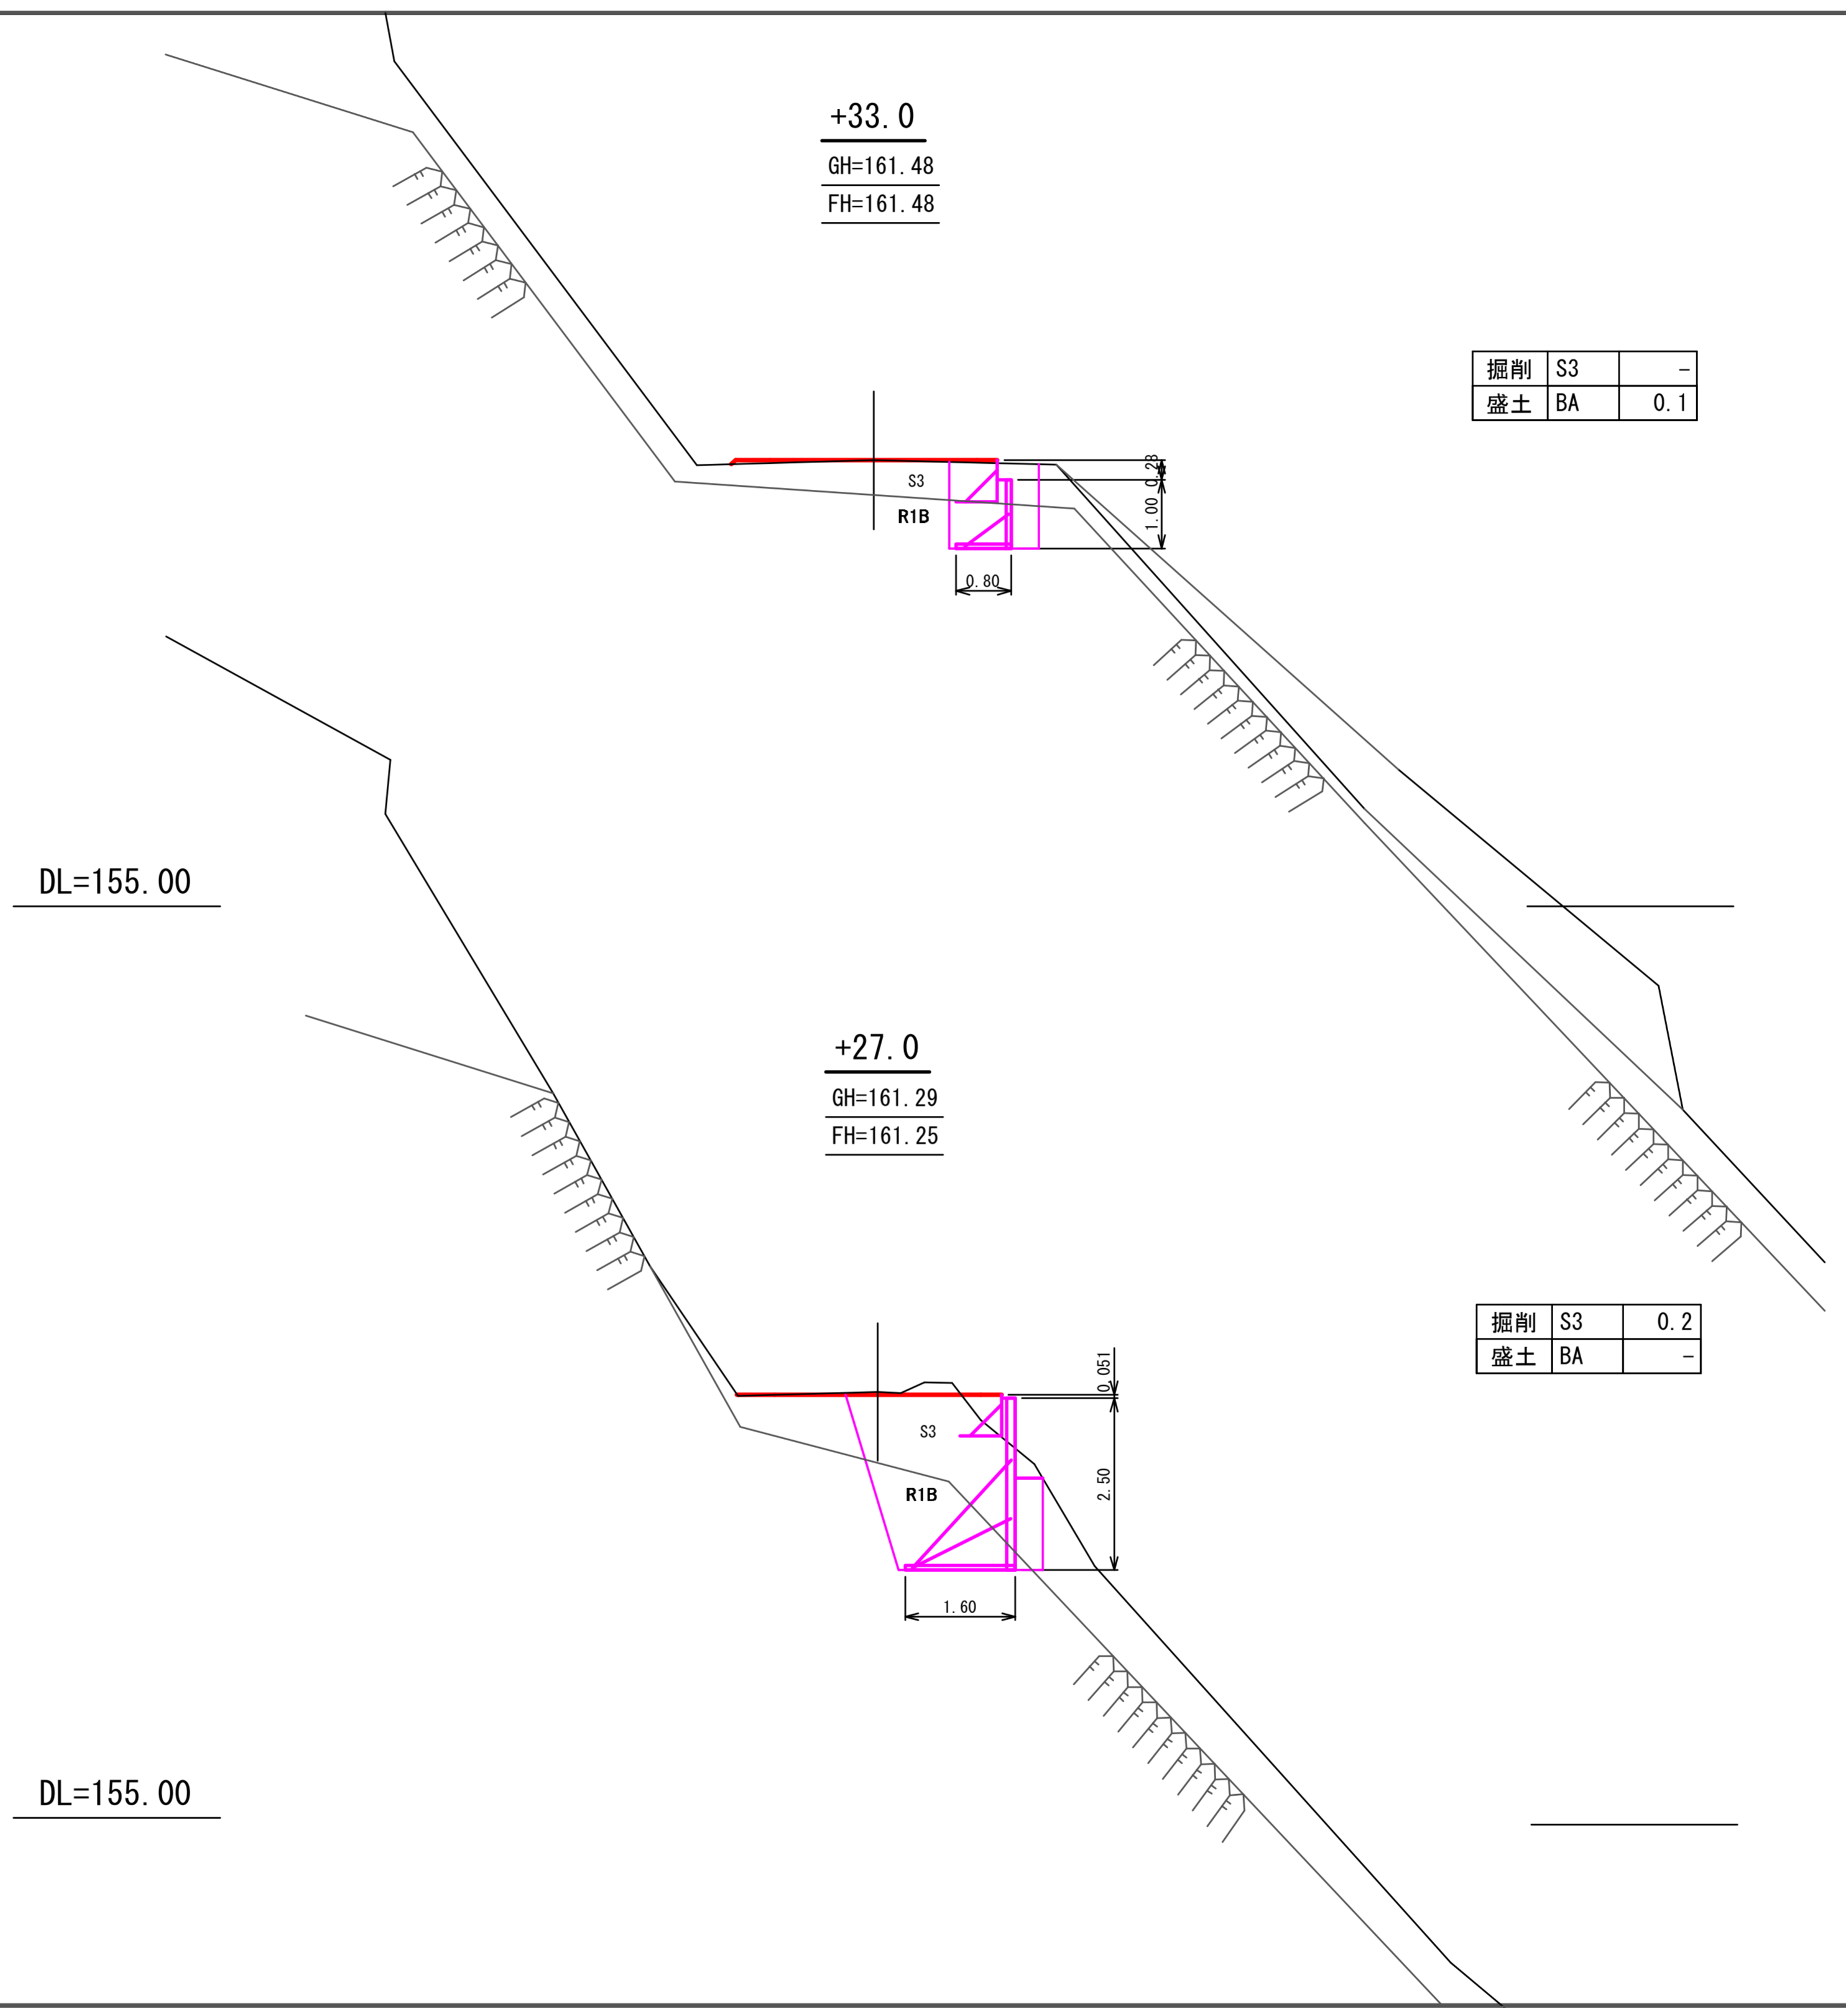 +33.0
GH=161.48
FH=161.48
掘削 S3 -
盛土 BA 0.1
0.28
S3
1.00
R1B
0.80
DL=155.00
+27.0
GH=161.29
FH=161.25
掘削 S3 0.2
盛土 BA -
0.051
S3
2.50
R1B
1.60
DL=155.00